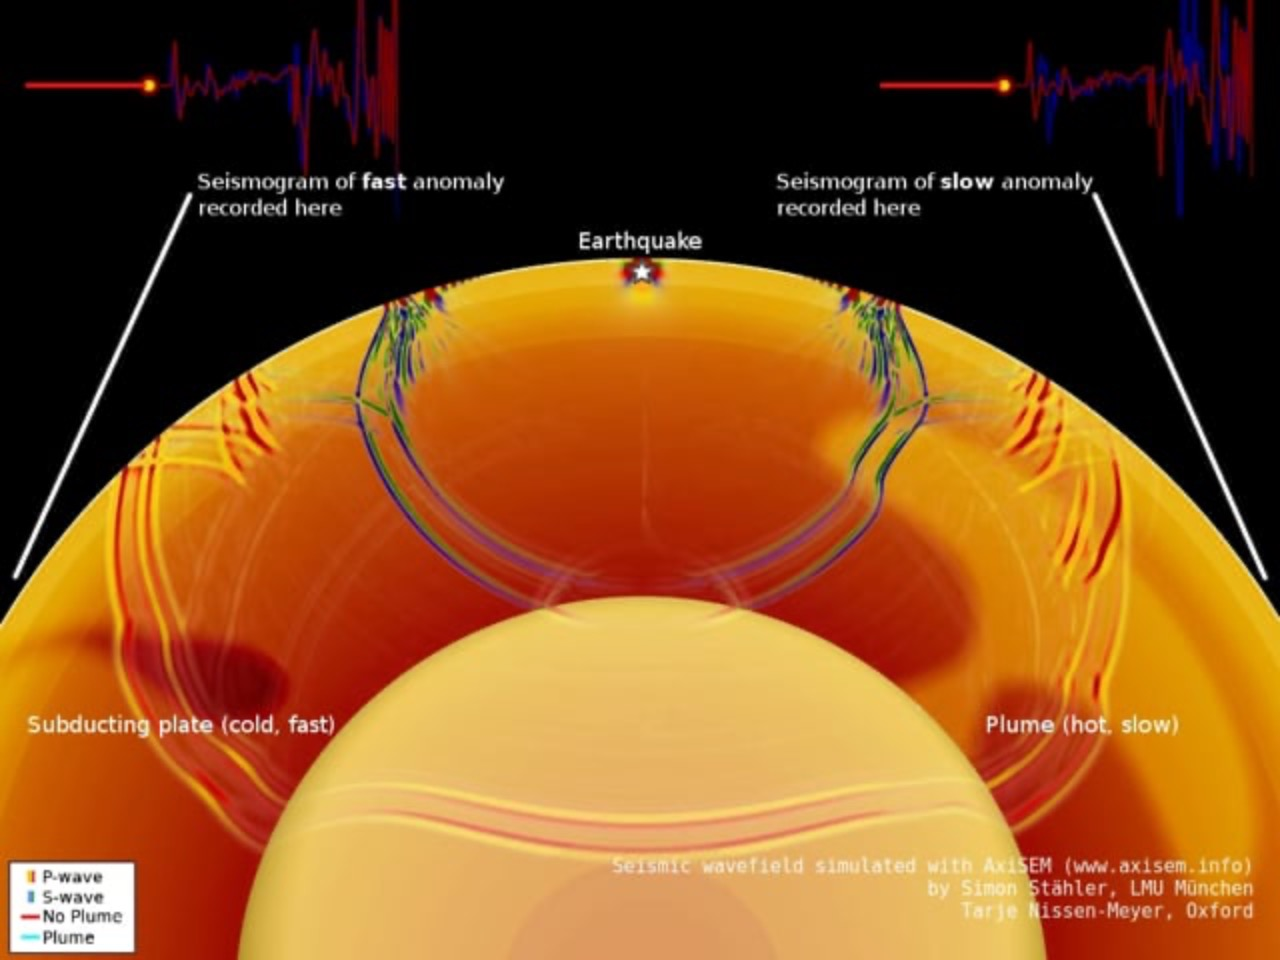 Seismogram of fast anomaly
recorded here
Seismogram of slow anomaly
recorded here
Earthquake
Subducting plate (cold, fast)
Plume (hot, slow)
Seismic wavefield simulated with AxiSEM (www.axisem.info)
by Simon Stähler, LMU München
Tarje Nissen-Meyer, Oxford
P-wave
S-wave
No Plume
Plume